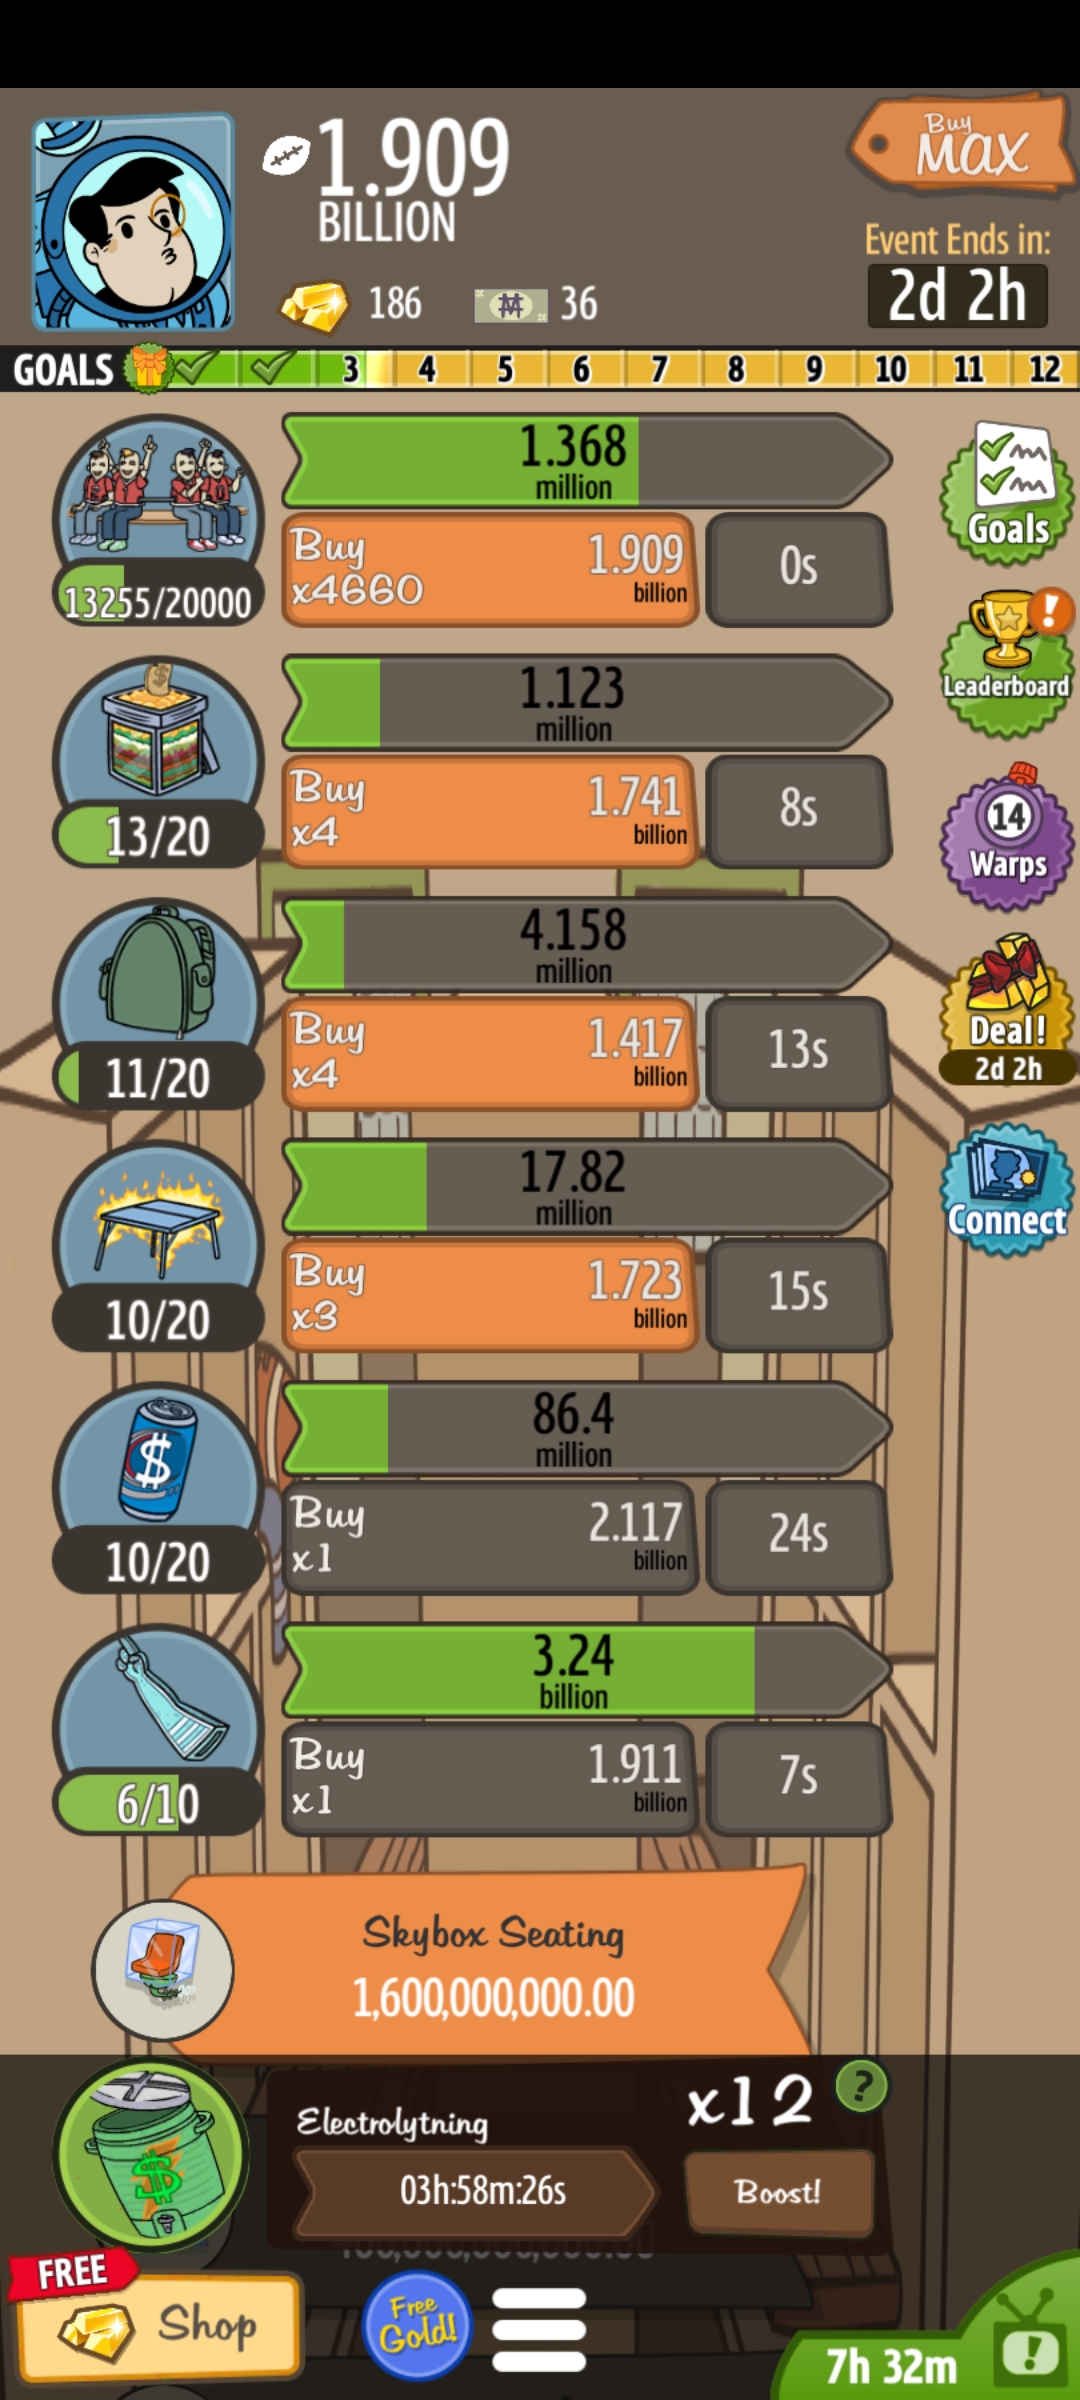 1.909
BILLION
Buy
MAX
Event Ends in:
2d 2h
186
36
GOALS 3 4 5 6 7 8 9 10 11 12
1.368
million
Buy
x4660
1.909
billion
0s
13255/20000
Goals
1.123
million
Buy
x4
1.741
billion
8s
13/20
Leaderboard
!
4.158
million
Buy
x4
1.417
billion
13s
11/20
14
Warps
17.82
million
Buy
x3
1.723
billion
15s
10/20
Deal!
2d 2h
86.4
million
Buy
x1
2.117
billion
24s
10/20
Connect
3.24
billion
Buy
x1
1.911
billion
7s
6/10
Skybox Seating
1,600,000,000.00
Electrolytning
03h:58m:26s
x12
?
Boost!
FREE
Shop
Free
Gold!
7h 32m
!